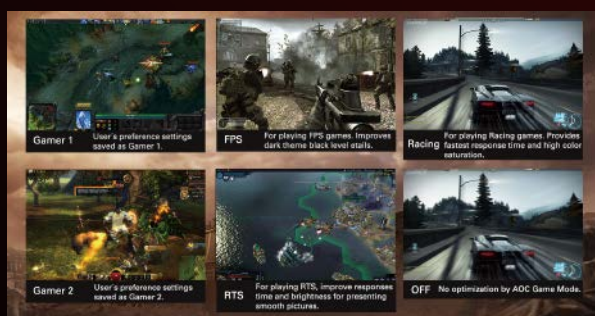 Gamer 1
User's preference settings
saved as Gamer 1.
FPS
For playing FPS games. Improves
dark theme black level etails.
Racing
For playing Racing games. Provides
fastest response time and high color
saturation.
Gamer 2
User's preference settings
saved as Gamer 2.
RTS
For playing RTS, improve responses
time and brightness for presenting
smooth pictures.
OFF
No optimization by AOC Game Mode.